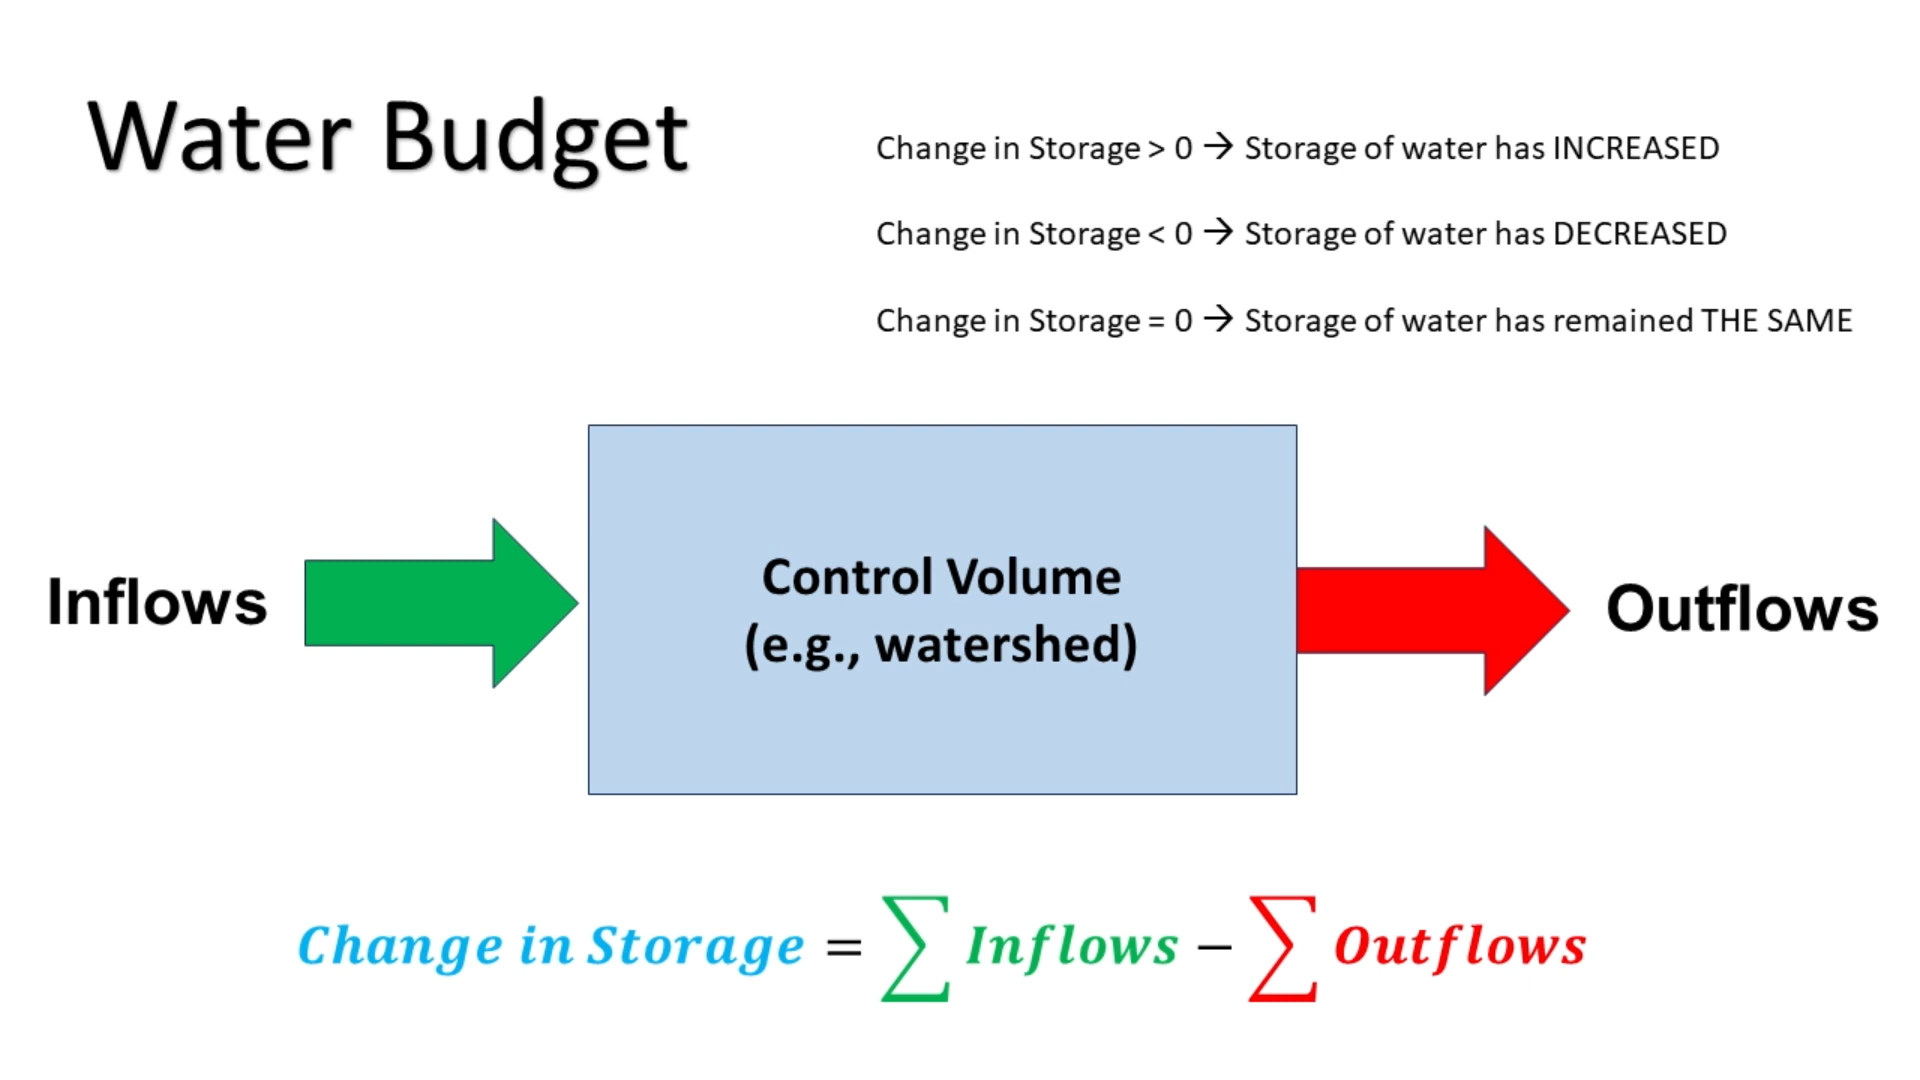 Water Budget
Change in Storage > 0 → Storage of water has INCREASED
Change in Storage < 0 → Storage of water has DECREASED
Change in Storage = 0 → Storage of water has remained THE SAME
Inflows
Control Volume
(e.g., watershed)
Outflows
Change in Storage = ∑ Inflows − ∑ Outflows